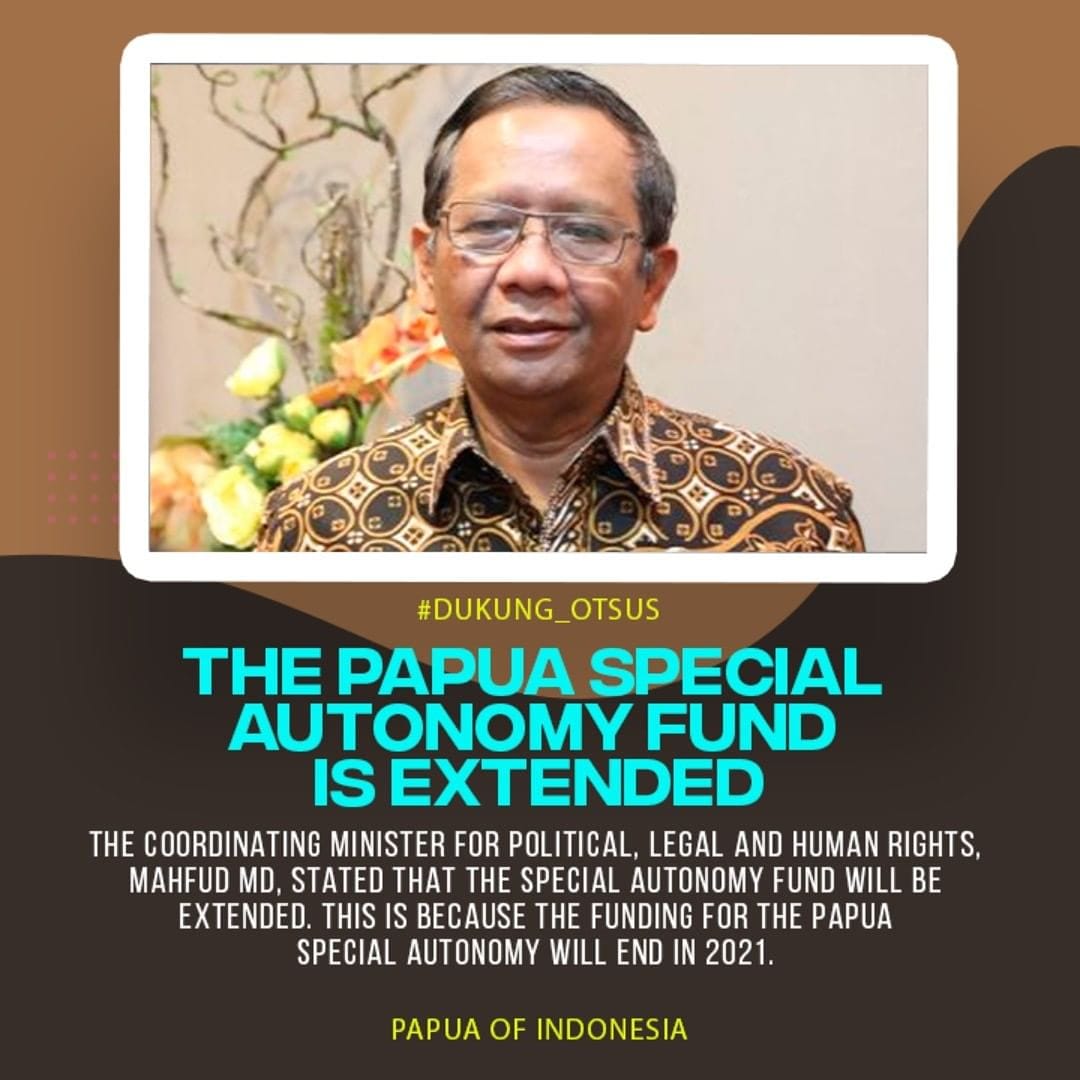 #DUKUNG_OTSUS
THE PAPUA SPECIAL
AUTONOMY FUND
IS EXTENDED
THE COORDINATING MINISTER FOR POLITICAL, LEGAL AND HUMAN RIGHTS,
MAHFUD MD, STATED THAT THE SPECIAL AUTONOMY FUND WILL BE
EXTENDED. THIS IS BECAUSE THE FUNDING FOR THE PAPUA
SPECIAL AUTONOMY WILL END IN 2021.
PAPUA OF INDONESIA